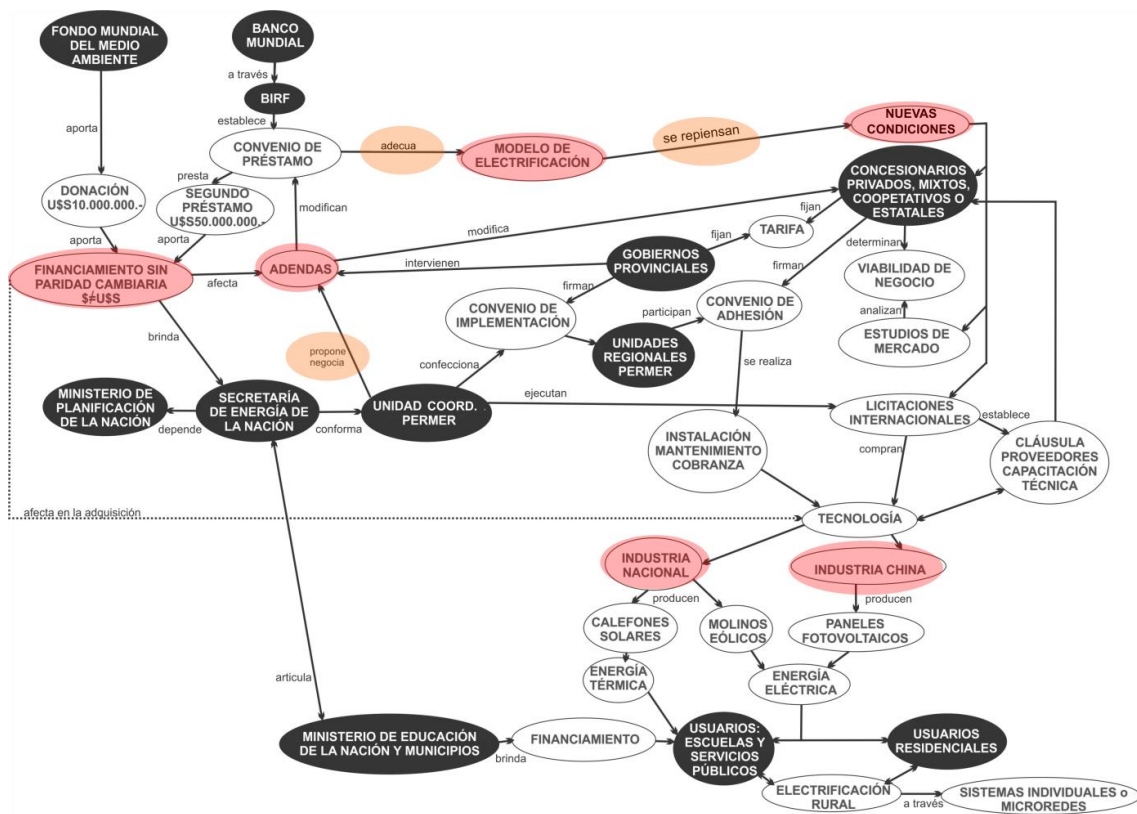 FONDO MUNDIAL
DEL MEDIO
AMBIENTE
BANCO
MUNDIAL
a través
BIRF
establece
aporta
CONVENIO DE
PRÉSTAMO
adecua
MODELO DE
ELECTRIFICACIÓN
se repiensan
NUEVAS
CONDICIONES
presta
DONACIÓN
U$S10.000.000.-
SEGUNDO
PRÉSTAMO
U$S50.000.000.-
modifican
CONCESIONARIOS
PRIVADOS, MIXTOS,
COOPETATIVOS O
ESTATALES
fijan
TARIFA
fijan
modifica
aporta
aporta
determinan
FINANCIAMIENTO SIN
PARIDAD CAMBIARIA
$≠U$S
afecta
ADENDAS
intervienen
GOBIERNOS
PROVINCIALES
firman
VIABILIDAD DE
NEGOCIO
firman
CONVENIO DE
IMPLEMENTACIÓN
participan
CONVENIO DE
ADHESIÓN
analizan
ESTUDIOS DE
MERCADO
brinda
propone
negocia
confecciona
UNIDADES
REGIONALES
PERMER
se realiza
MINISTERIO DE
PLANIFICACIÓN
DE LA NACIÓN
depende
SECRETARÍA
DE ENERGÍA DE
LA NACIÓN
conforma
UNIDAD COORD.
PERMER
ejecutan
LICITACIONES
INTERNACIONALES
establece
INSTALACIÓN
MANTENIMIENTO
COBRANZA
compran
CLÁUSULA
PROVEEDORES
CAPACITACIÓN
TÉCNICA
afecta en la adquisición
TECNOLOGÍA
INDUSTRIA
NACIONAL
INDUSTRIA CHINA
producen
producen
CALEFONES
SOLARES
MOLINOS
EÓLICOS
PANELES
FOTOVOLTAICOS
ENERGÍA
TÉRMICA
ENERGÍA
ELÉCTRICA
articula
MINISTERIO DE EDUCACIÓN
DE LA NACIÓN Y MUNICIPIOS
brinda
FINANCIAMIENTO
USUARIOS:
ESCUELAS Y
SERVICIOS
PÚBLICOS
USUARIOS
RESIDENCIALES
ELECTRIFICACIÓN
RURAL
a través
SISTEMAS INDIVIDUALES o
MICROREDES